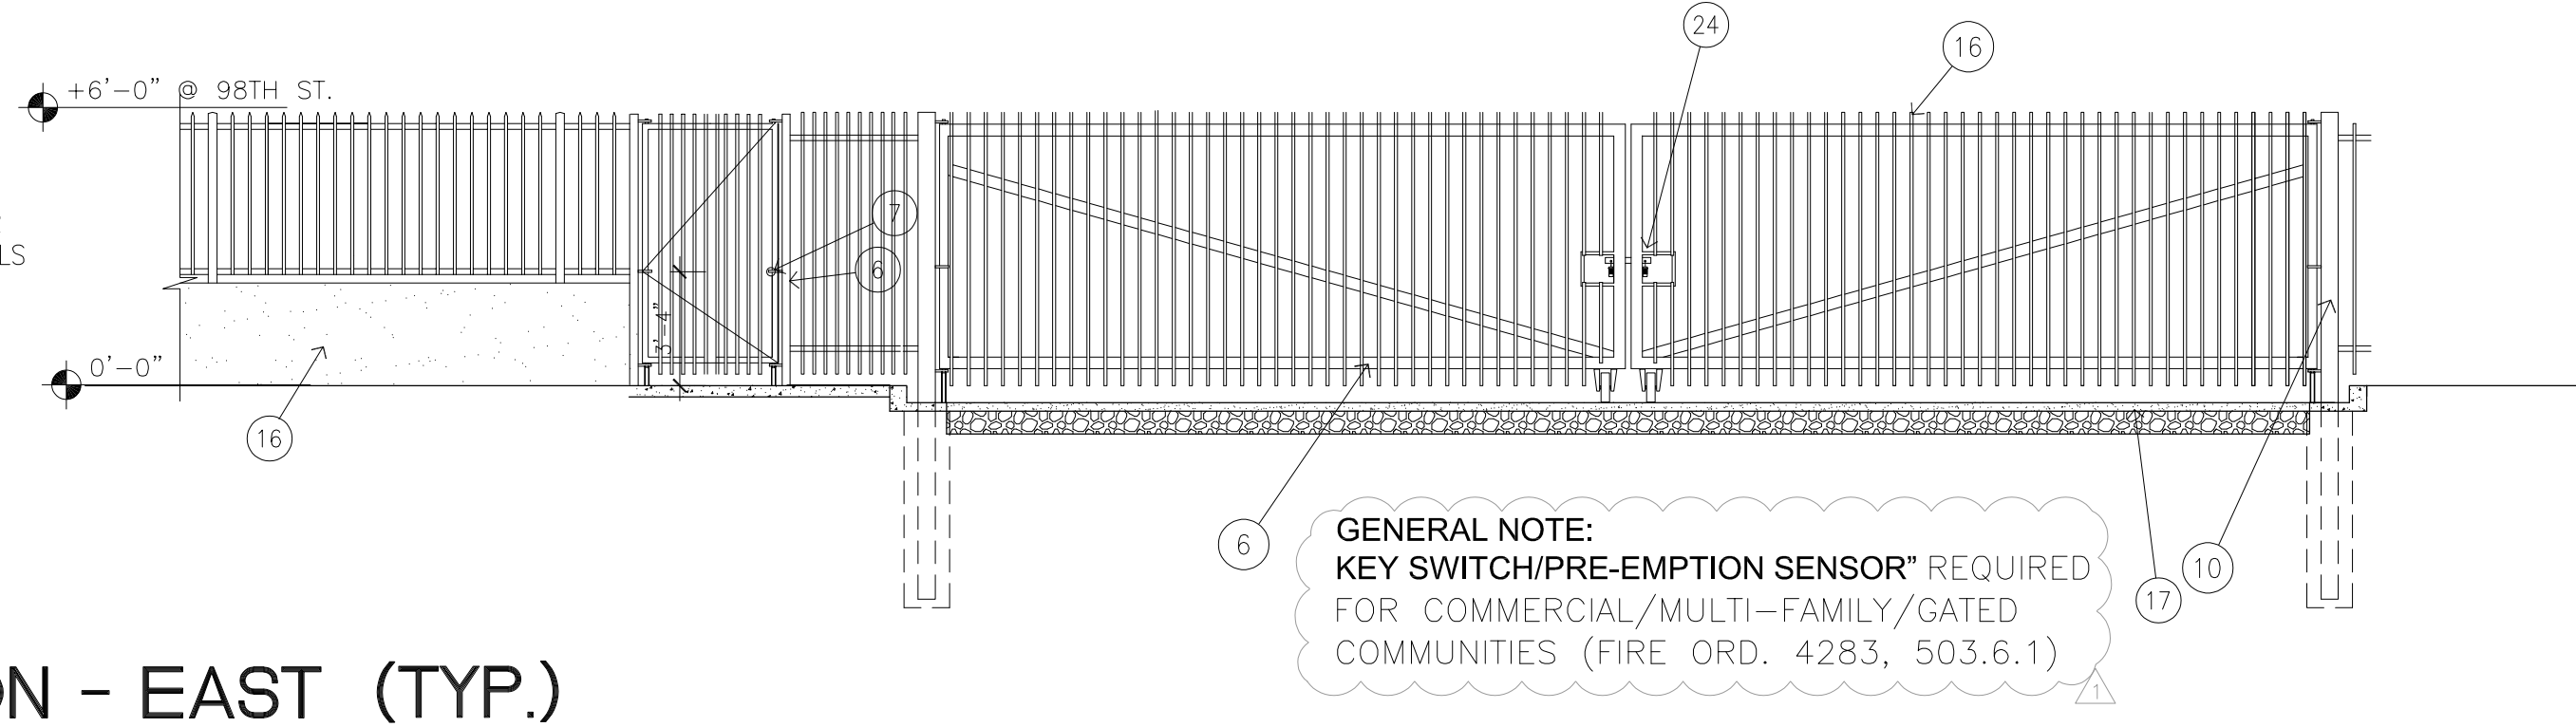 24
16
+6'-0" @ 98TH ST.
7
6
LS
3'-4"
0'-0"
16
6
GENERAL NOTE:
KEY SWITCH/PRE-EMPTION SENSOR" REQUIRED
FOR COMMERCIAL/MULTI-FAMILY/GATED
COMMUNITIES (FIRE ORD. 4283, 503.6.1)
10
17
1
ON - EAST (TYP.)